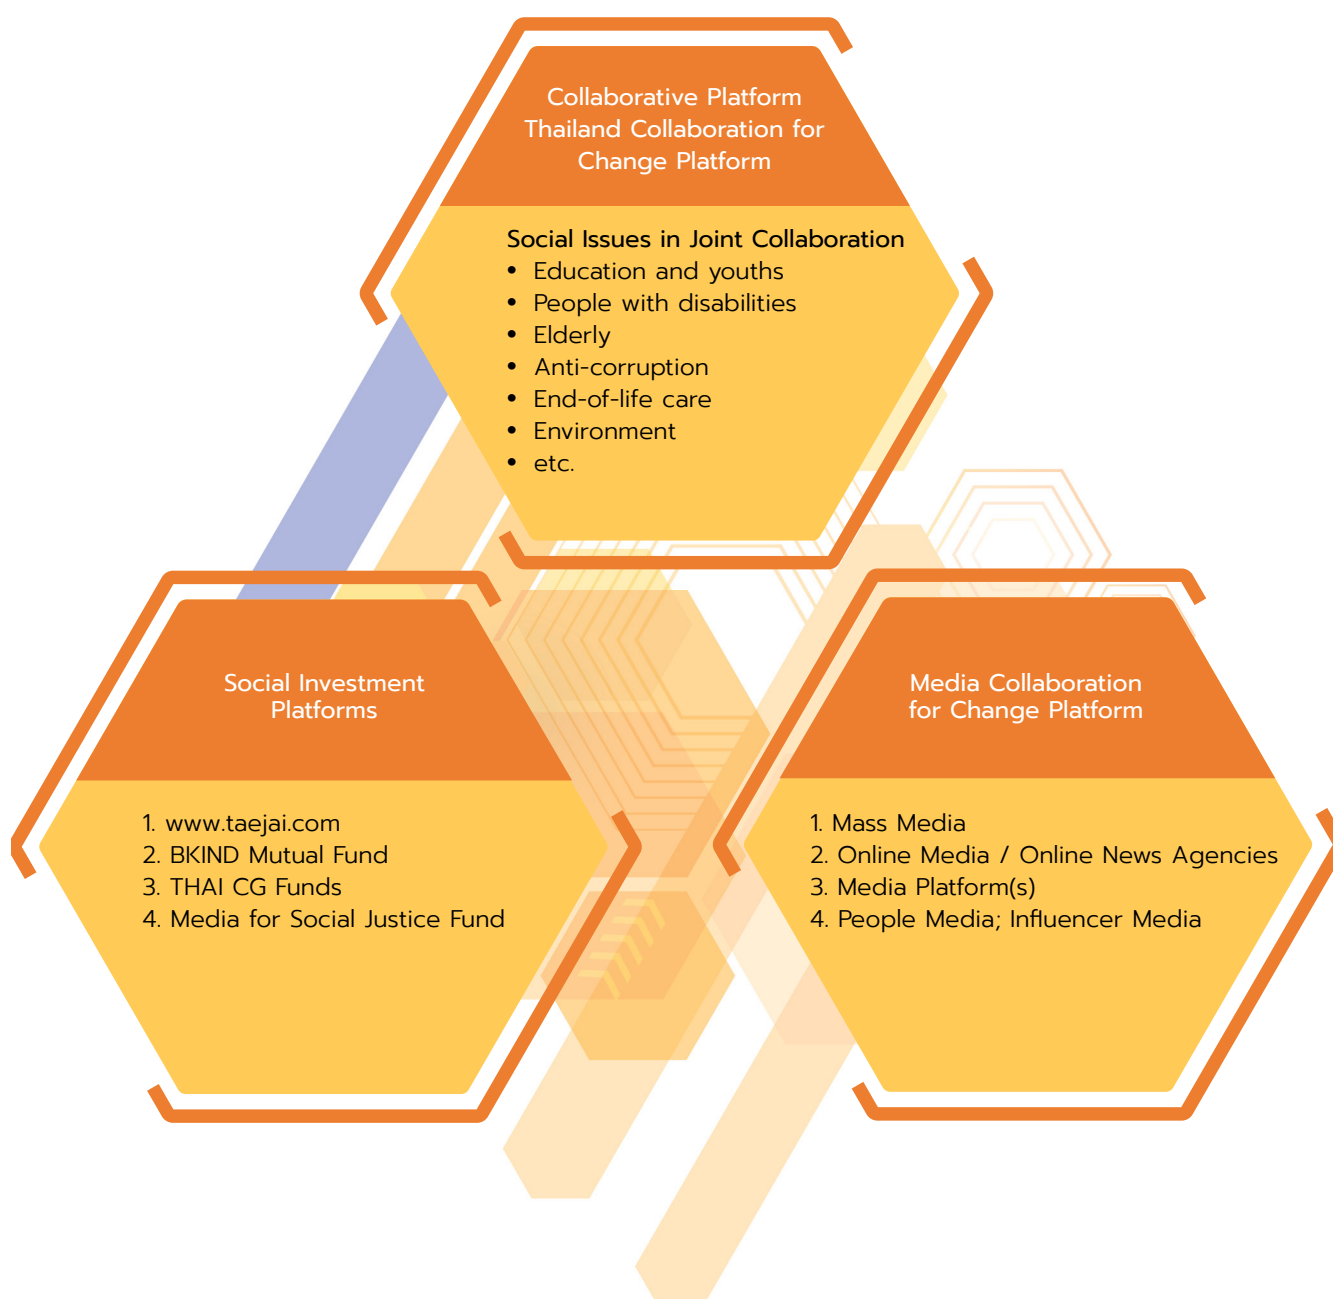 Collaborative Platform
Thailand Collaboration for
Change Platform
Social Issues in Joint Collaboration
• Education and youths
• People with disabilities
• Elderly
• Anti-corruption
• End-of-life care
• Environment
• etc.
Social Investment
Platforms
1. www.taejai.com
2. BKIND Mutual Fund
3. THAI CG Funds
4. Media for Social Justice Fund
Media Collaboration
for Change Platform
1. Mass Media
2. Online Media / Online News Agencies
3. Media Platform(s)
4. People Media; Influencer Media